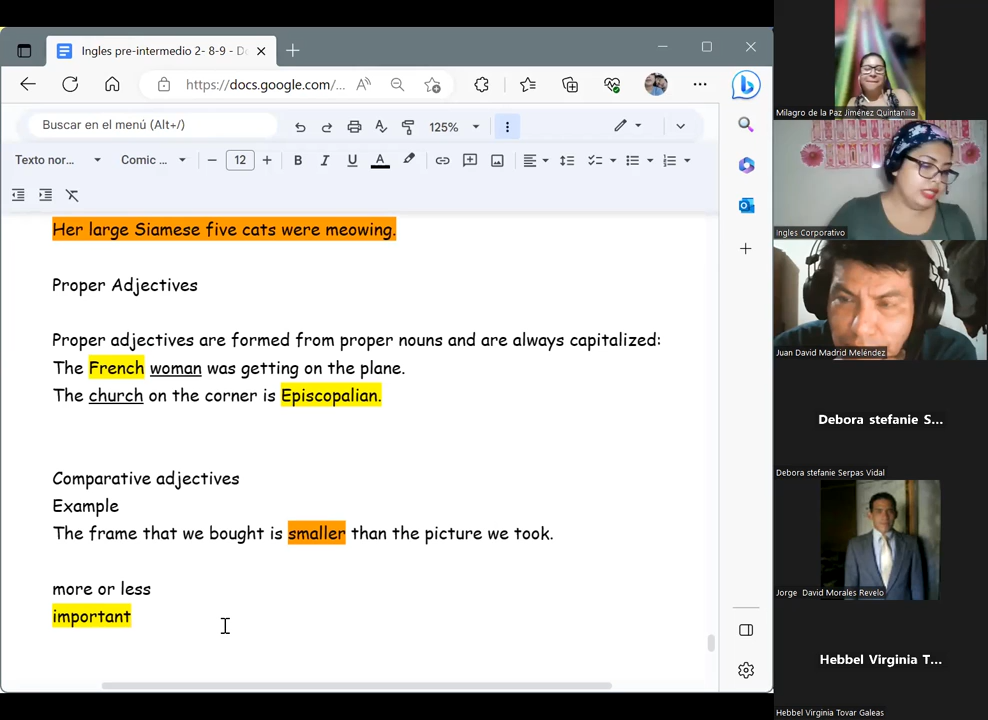 Ingles pre-intermedio 2- 8-9 - Do
https://docs.google.com/...
Buscar en el menú (Alt+/)
125%
Texto nor...
Comic ...
12
Her large Siamese five cats were meowing.
Proper Adjectives
Proper adjectives are formed from proper nouns and are always capitalized:
The French woman was getting on the plane.
The church on the corner is Episcopalian.
Comparative adjectives
Example
The frame that we bought is smaller than the picture we took.
more or less
important
Milagro de la Paz Jiménez Quintanilla
Ingles Corporativo
Juan David Madrid Meléndez
Debora stefanie S...
Debora stefanie Serpas Vidal
Jorge David Morales Revelo
Hebbel Virginia T...
Hebbel Virginia Tovar Galeas